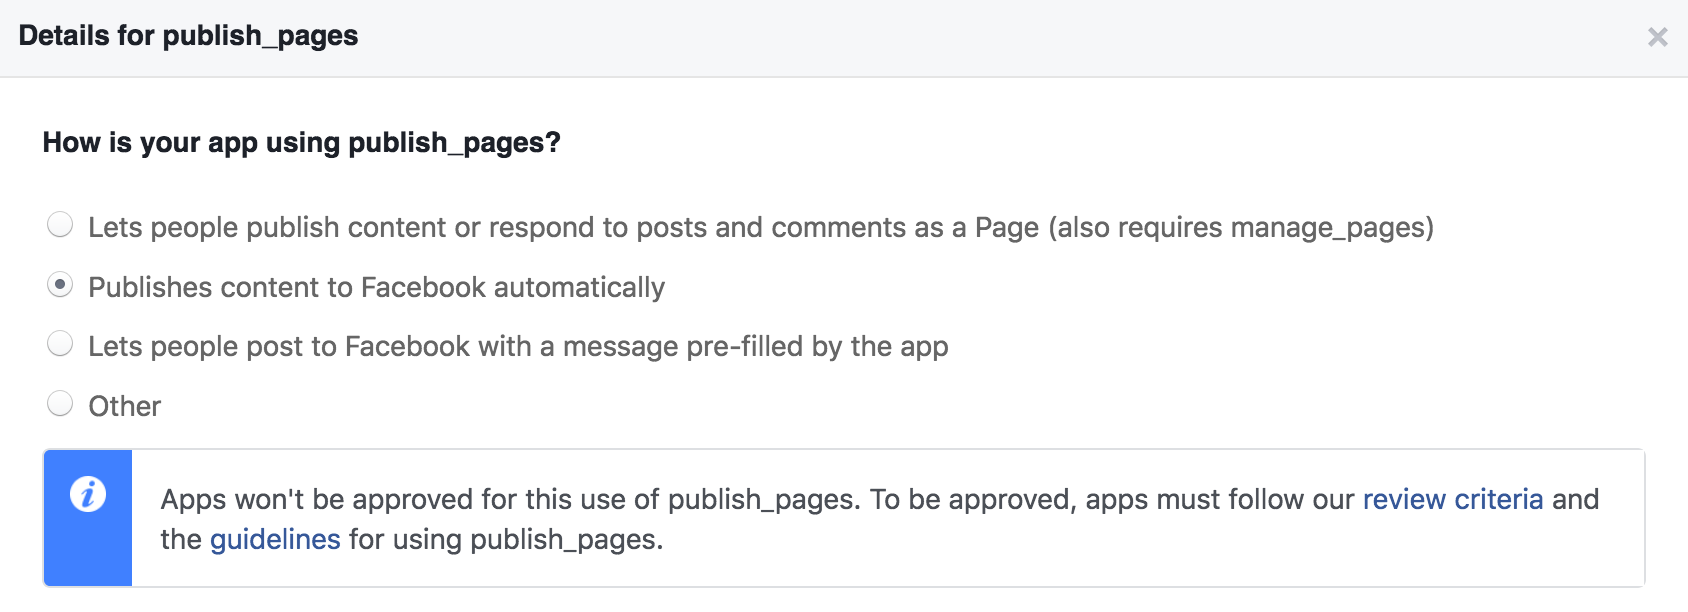 Details for publish_pages
How is your app using publish_pages?
Lets people publish content or respond to posts and comments as a Page (also requires manage_pages)
Publishes content to Facebook automatically
Lets people post to Facebook with a message pre-filled by the app
Other
Apps won't be approved for this use of publish_pages. To be approved, apps must follow our review criteria and
the guidelines for using publish_pages.